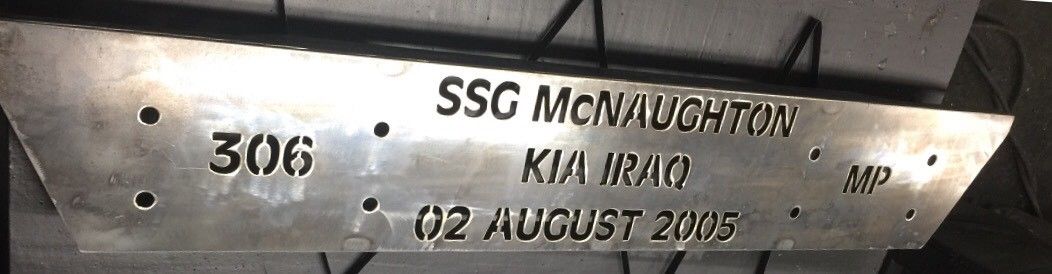 SSG McNAUGHTON
306 KIA IRAQ MP
02 AUGUST 2005